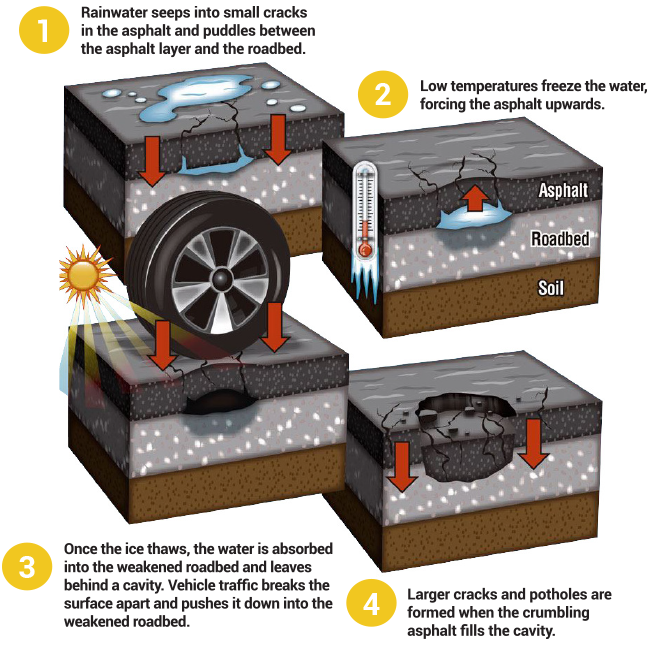 1
Rainwater seeps into small cracks
in the asphalt and puddles between
the asphalt layer and the roadbed.
2
Low temperatures freeze the water,
forcing the asphalt upwards.
Asphalt
Roadbed
Soil
3
Once the ice thaws, the water is absorbed
into the weakened roadbed and leaves
behind a cavity. Vehicle traffic breaks the
surface apart and pushes it down into the
weakened roadbed.
4
Larger cracks and potholes are
formed when the crumbling
asphalt fills the cavity.